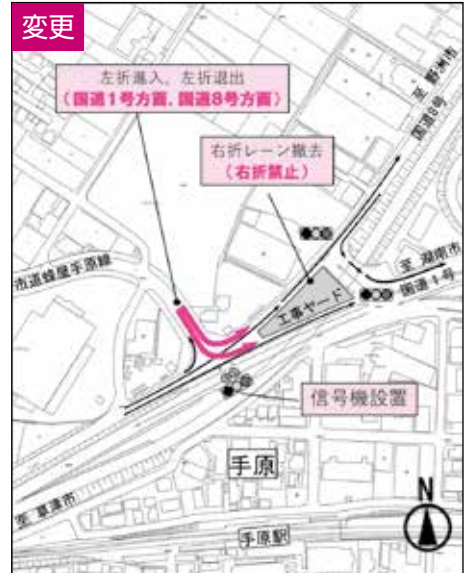 変更
左折進入、左折退出
(国道1号方面,国道8号方面)
右折レーン撤去
(右折禁止)
至 野洲市
国道8号
至 湖南市
国道1号
市道蜂屋手原線
工事ヤード
信号機設置
手原
至 草津市
手原駅
N